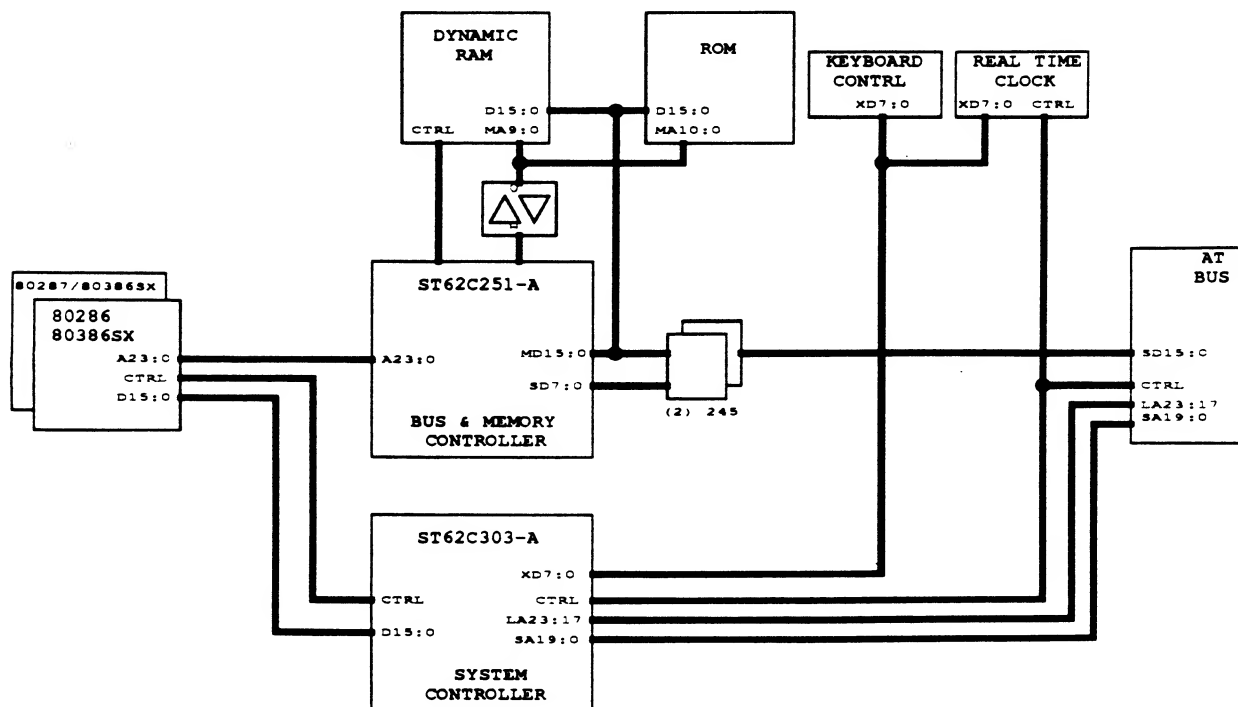 DYNAMIC
RAM
D15:0
CTRL MA9:0
ROM
D15:0
MA10:0
KEYBOARD
CONTRL
XD7:0
REAL TIME
CLOCK
XD7:0 CTRL
80287/80386SX
80286
80386SX
A23:0
CTRL
D15:0
ST62C251-A
A23:0
MD15:0
SD7:0
BUS & MEMORY
CONTROLLER
(2) 245
AT
BUS
SD15:0
CTRL
LA23:17
SA19:0
ST62C303-A
XD7:0
CTRL
CTRL
LA23:17
D15:0
SA19:0
SYSTEM
CONTROLLER